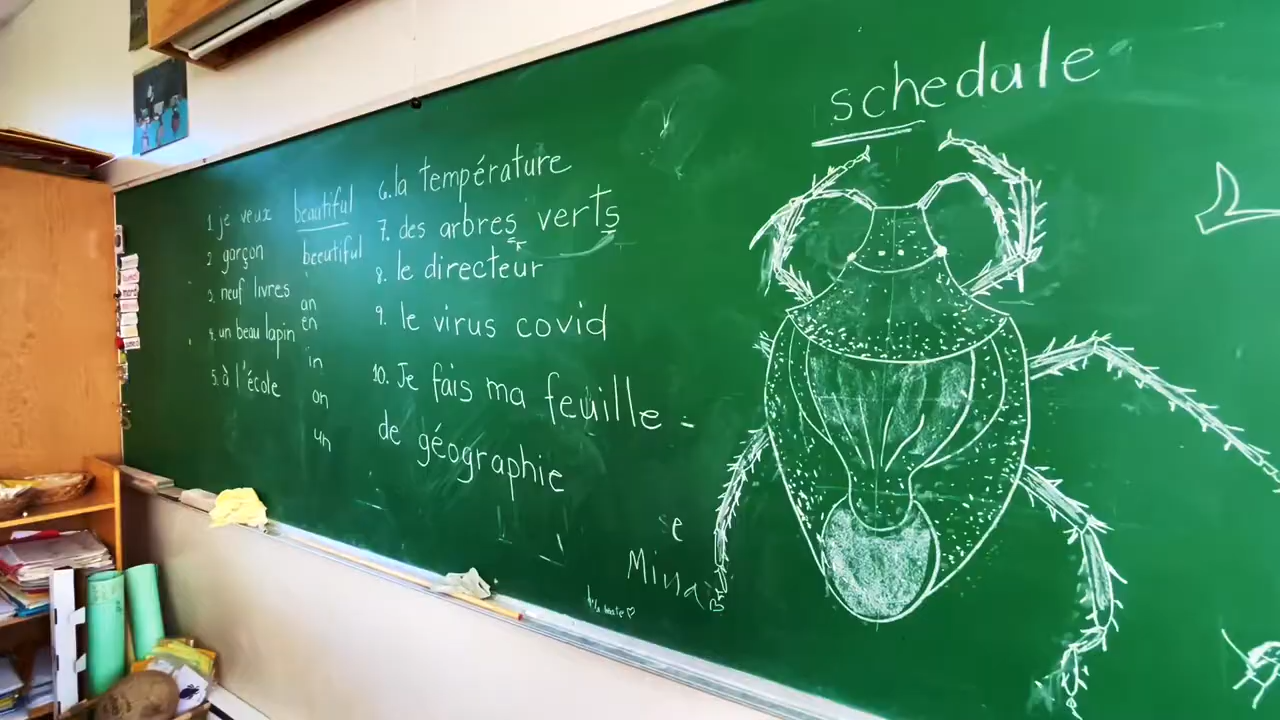 schedule
1. je veux
2 garçon
3. neuf livres
4. un beau lapin
5. à l'école
beautiful
beeutiful
an
en
in
on
un
6. la température
7. des arbres verts
8. le directeur
9. le virus covid
10. Je fais ma feuille =
de géographie
se